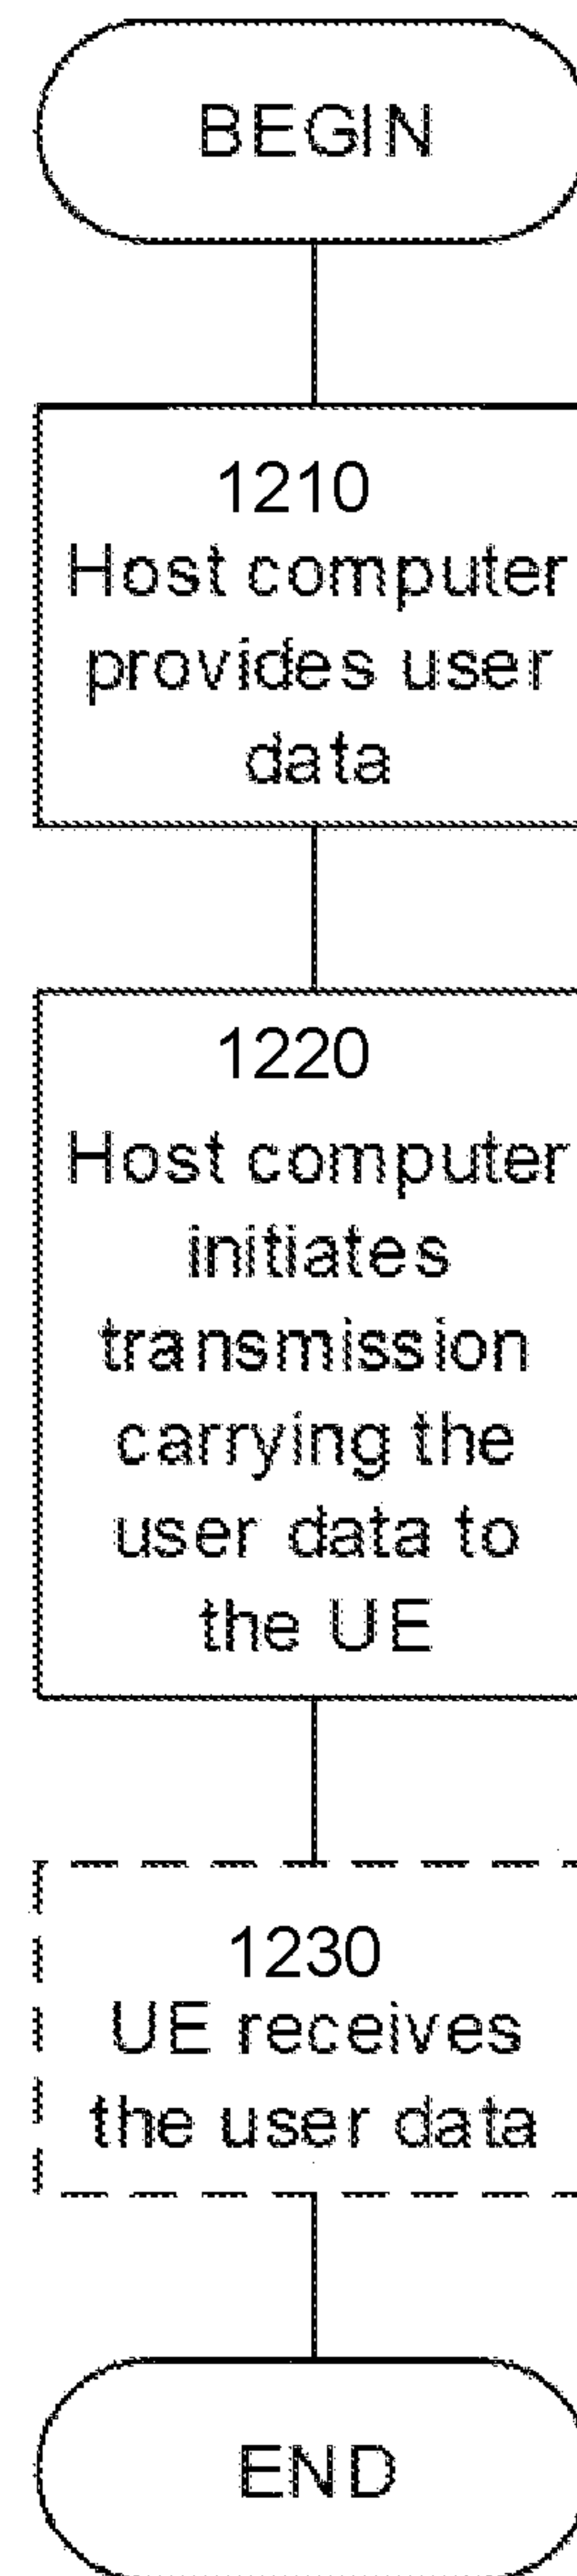 BEGIN
1210
Host computer
provides user
data
1220
Host computer
initiates
transmission
carrying the
user data to
the UE
1230
UE receives
the user data
END